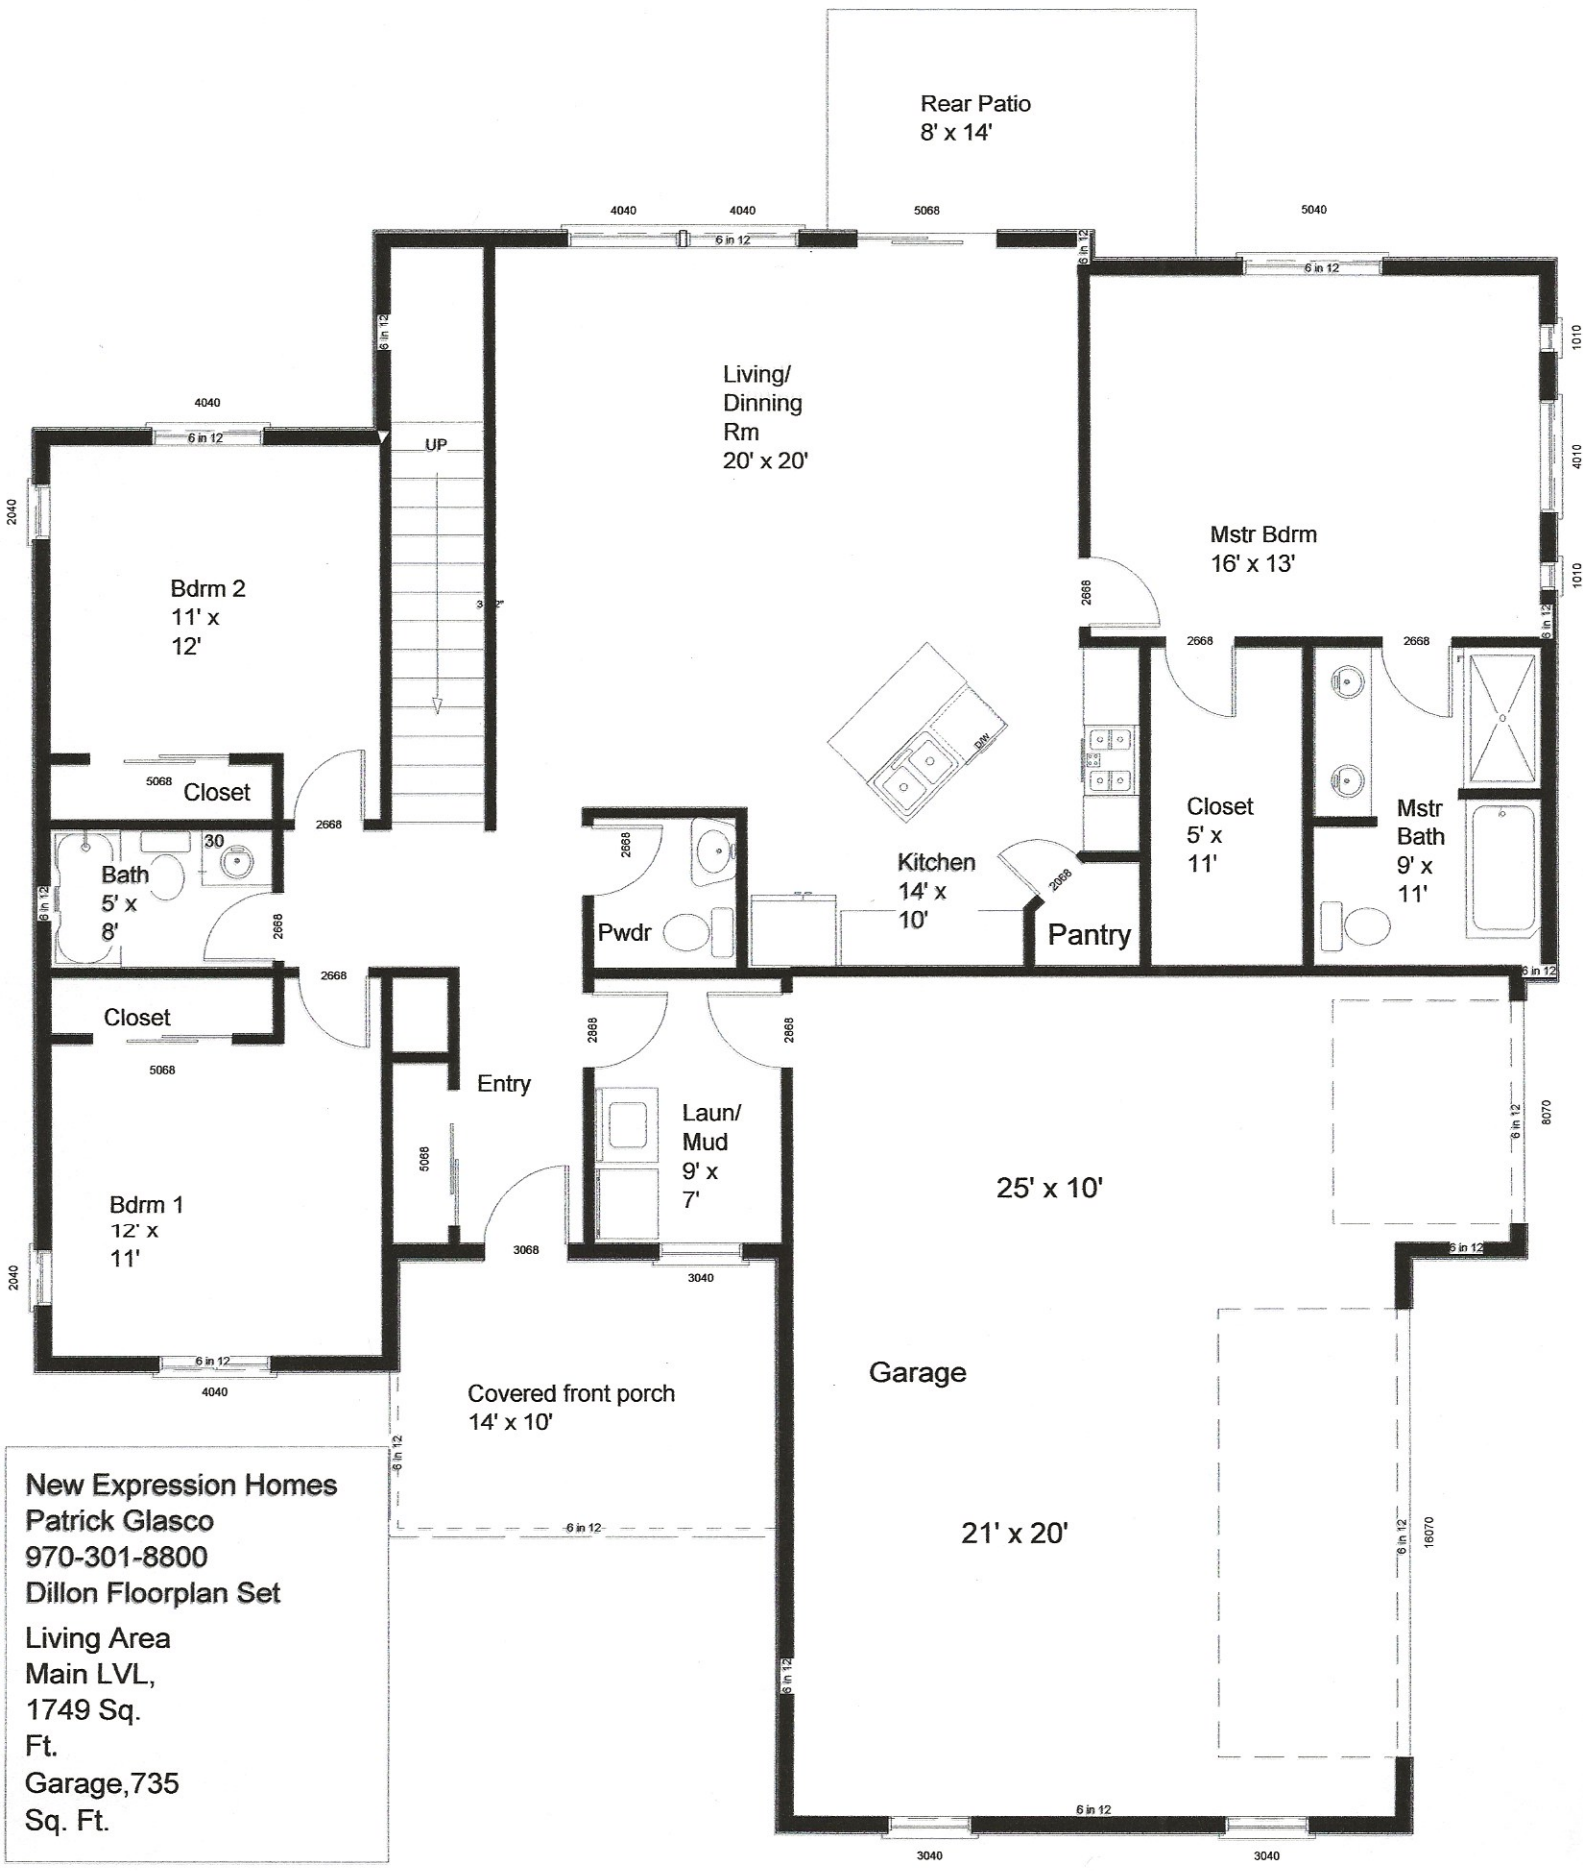 Rear Patio
8' x 14'
4040
4040
5068
5040
6 in 12
6 in 12
6 in 12
6 in 12
1010
4010
1010
6 in 12
4040
6 in 12
2040
UP
Living/
Dinning
Rm
20' x 20'
Mstr Bdrm
16' x 13'
Bdrm 2
11' x
12'
2668
2668
2668
6 in 12
D/W
5068
Closet
2668
30
Bath
5' x
8'
6 in 12
2668
2668
Pwdr
Kitchen
14' x
10'
2068
Pantry
Closet
5' x
11'
Mstr
Bath
9' x
11'
6 in 12
2668
Closet
5068
Entry
5068
2868
2868
Laun/
Mud
9' x
7'
25' x 10'
6 in 12
8070
6 in 12
Bdrm 1
12' x
11'
2040
3068
3040
6 in 12
4040
Covered front porch
14' x 10'
6 in 12
6 in 12
Garage
21' x 20'
6 in 12
16070
6 in 12
6 in 12
3040
3040
New Expression Homes
Patrick Glasco
970-301-8800
Dillon Floorplan Set
Living Area
Main LVL,
1749 Sq.
Ft.
Garage,735
Sq. Ft.